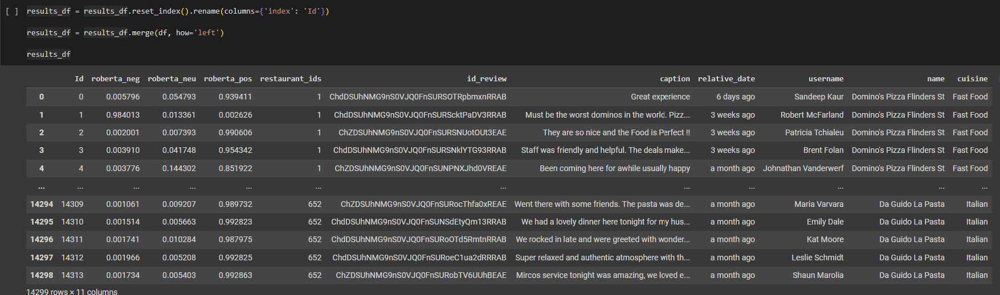 [ ] results_df = results_df.reset_index().rename(columns={'index': 'Id'})
results_df = results_df.merge(df, how='left')
results_df
Id roberta_neg roberta_neu roberta_pos restaurant_ids id_review caption relative_date username name cuisine
0 0 0.005796 0.054793 0.939411 1 ChdDSUhNMG9nS0VJQ0FnSURSOTRpbmxnRRAB Great experience 6 days ago Sandeep Kaur Domino's Pizza Flinders St Fast Food
1 1 0.984013 0.013361 0.002626 1 ChdDSUhNMG9nS0VJQ0FnSURScktPaDV3RRAB Must be the worst dominos in the world. Pizz... 3 weeks ago Robert McFarland Domino's Pizza Flinders St Fast Food
2 2 0.002001 0.007393 0.990606 1 ChZDSUhNMG9nS0VJQ0FnSURSNUotOUt3EAE They are so nice and the Food is Perfect !! 3 weeks ago Patricia Tchialeu Domino's Pizza Flinders St Fast Food
3 3 0.003910 0.041748 0.954342 1 ChdDSUhNMG9nS0VJQ0FnSURSNklYTG93RRAB Staff was friendly and helpful. The deals make... 3 weeks ago Brent Folan Domino's Pizza Flinders St Fast Food
4 4 0.003776 0.144302 0.851922 1 ChZDSUhNMG9nS0VJQ0FnSUNPNXJhd0VREAE Been coming here for awhile usually happy a month ago Johnathan Vanderwerf Domino's Pizza Flinders St Fast Food
... ... ... ... ... ... ... ... ... ... ... ...
14294 14309 0.001061 0.009207 0.989732 652 ChZDSUhNMG9nS0VJQ0FnSURocThfa0xREAE Went there with some friends. The pasta was de... a month ago Maria Varvara Da Guido La Pasta Italian
14295 14310 0.001514 0.005663 0.992823 652 ChdDSUhNMG9nS0VJQ0FnSUNSdEtyQm13RRAB We had a lovely dinner here tonight for my hus... a month ago Emily Dale Da Guido La Pasta Italian
14296 14311 0.001741 0.010284 0.987975 652 ChdDSUhNMG9nS0VJQ0FnSURoOTd5RmtnRRAB We rocked in late and were greeted with wonder... a month ago Kat Moore Da Guido La Pasta Italian
14297 14312 0.001966 0.005208 0.992825 652 ChdDSUhNMG9nS0VJQ0FnSURoeC1ua2dRRRAB Super relaxed and authentic atmosphere with th... a month ago Leslie Schmidt Da Guido La Pasta Italian
14298 14313 0.001734 0.005403 0.992863 652 ChZDSUhNMG9nS0VJQ0FnSURobTV6UUhBEAE Mircos service tonight was amazing, we loved e... a month ago Shaun Marolia Da Guido La Pasta Italian
14299 rows × 11 columns